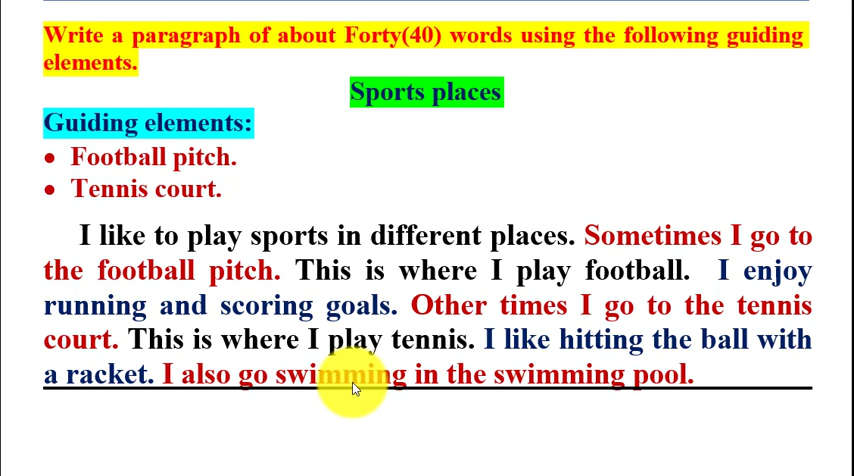 Write a paragraph of about Forty(40) words using the following guiding
elements.
Sports places
Guiding elements:
• Football pitch.
• Tennis court.
I like to play sports in different places. Sometimes I go to
the football pitch. This is where I play football. I enjoy
running and scoring goals. Other times I go to the tennis
court. This is where I play tennis. I like hitting the ball with
a racket. I also go swimming in the swimming pool.